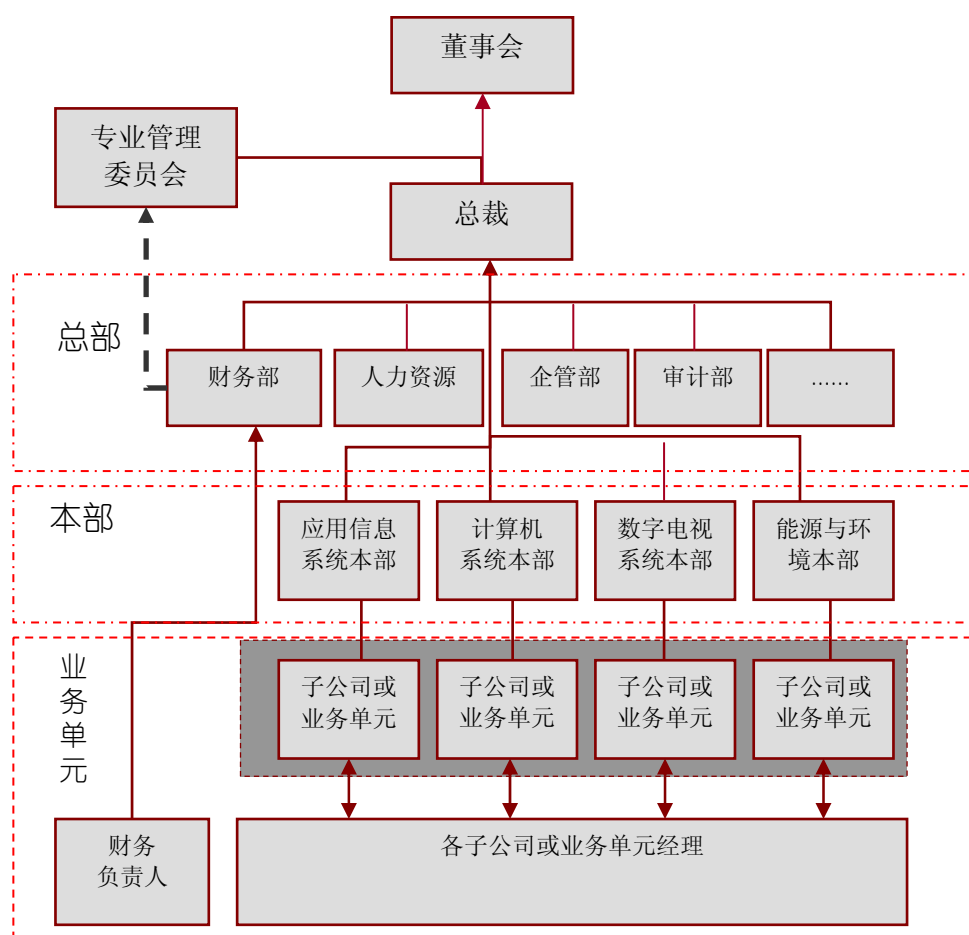 董事会
专业管理
委员会
总裁
总部
财务部
人力资源
企管部
审计部
……
本部
应用信息
系统本部
计算机
系统本部
数字电视
系统本部
能源与环
境本部
业
务
单
元
子公司或
业务单元
子公司或
业务单元
子公司或
业务单元
子公司或
业务单元
财务
负责人
各子公司或业务单元经理